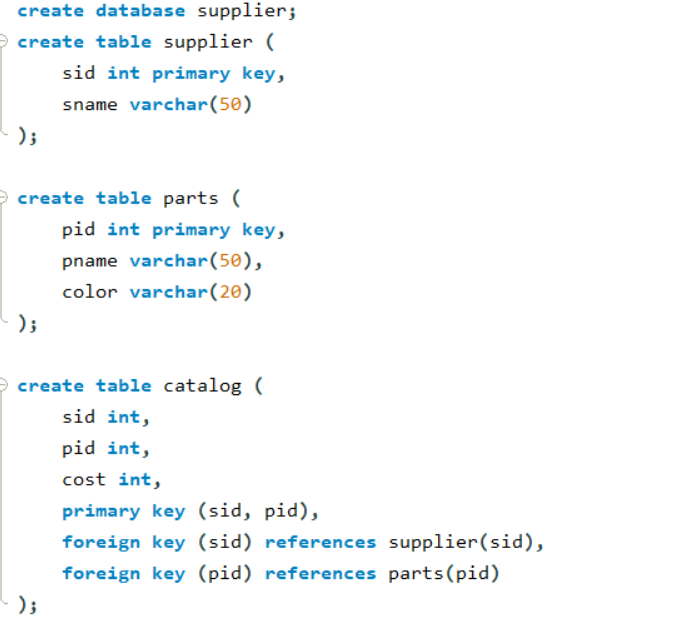 create database supplier;
create table supplier (
    sid int primary key,
    sname varchar(50)
);

create table parts (
    pid int primary key,
    pname varchar(50),
    color varchar(20)
);

create table catalog (
    sid int,
    pid int,
    cost int,
    primary key (sid, pid),
    foreign key (sid) references supplier(sid),
    foreign key (pid) references parts(pid)
);